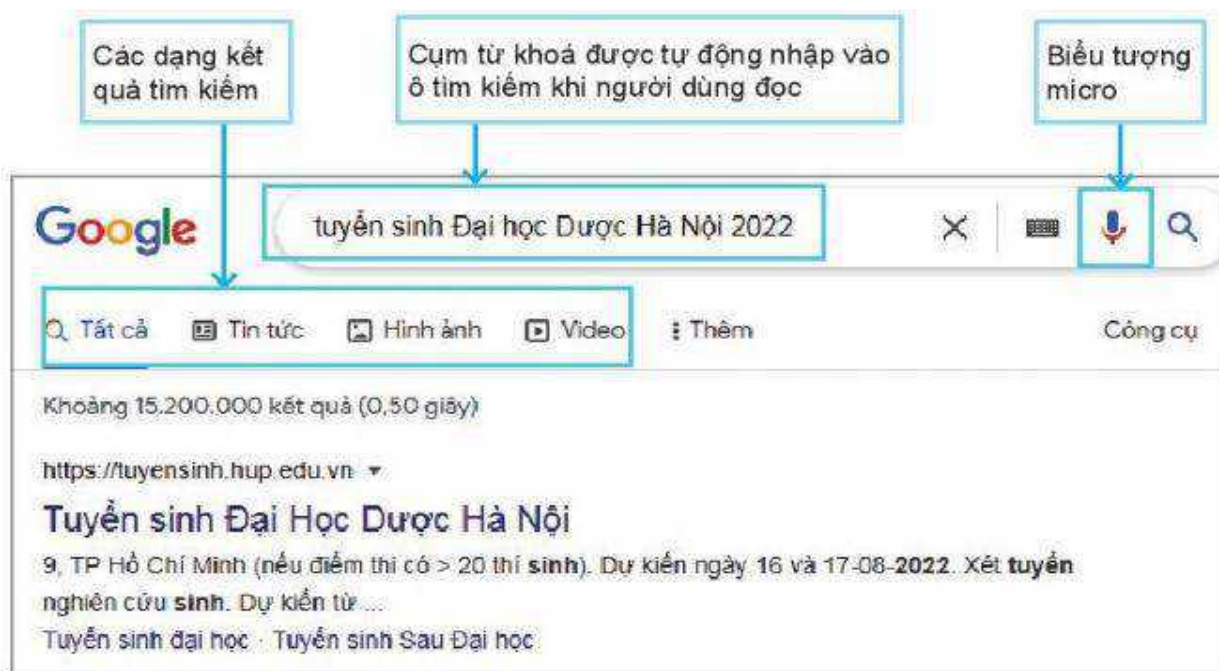 Các dạng kết
quả tìm kiếm
Cụm từ khoá được tự động nhập vào
ô tìm kiếm khi người dùng đọc
Biểu tượng
micro
Google
tuyển sinh Đại học Dược Hà Nội 2022
Tất cả Tin tức Hình ảnh Video Thêm Công cụ
Khoảng 15.200.000 kết quả (0,50 giây)
https://tuyensinh.hup.edu.vn
Tuyển sinh Đại Học Dược Hà Nội
9, TP Hồ Chí Minh (nếu điểm thi có > 20 thí sinh). Dự kiến ngày 16 và 17-08-2022. Xét tuyển
nghiên cứu sinh. Dự kiến từ ...
Tuyển sinh đại học · Tuyển sinh Sau Đại học